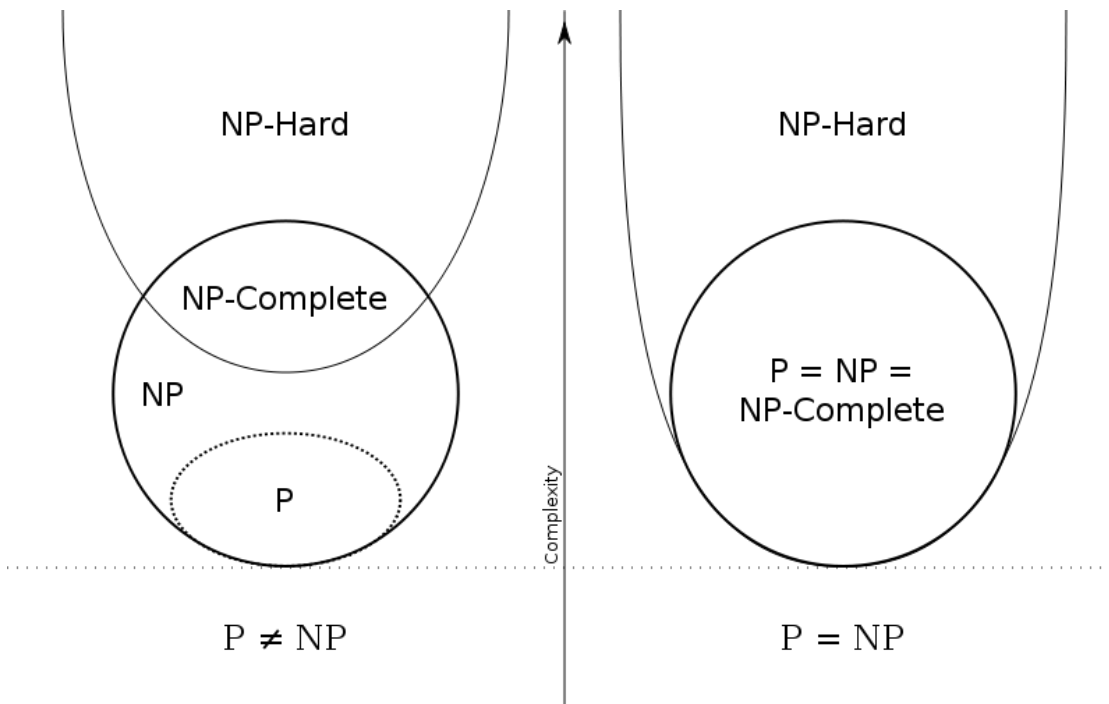 NP-Hard
NP-Complete
NP
P
P ≠ NP
Complexity
NP-Hard
P = NP =
NP-Complete
P = NP